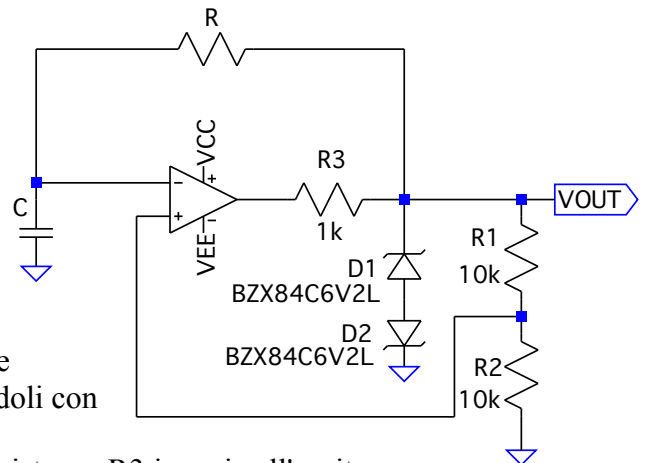 R
VCC
R3
C
VEE
1k
VOUT
R1
10k
D1
BZX84C6V2L
D2
BZX84C6V2L
R2
10k
doli con